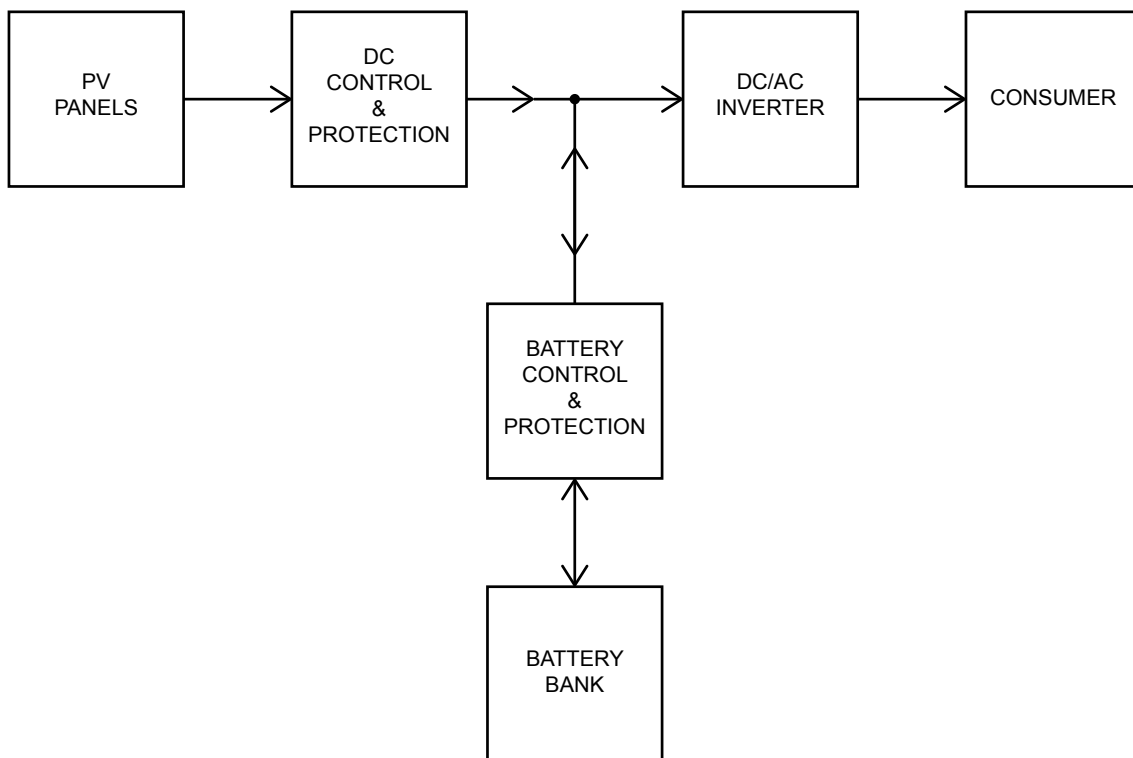 PV
PANELS
DC
CONTROL
&
PROTECTION
DC/AC
INVERTER
CONSUMER
BATTERY
CONTROL
&
PROTECTION
BATTERY
BANK